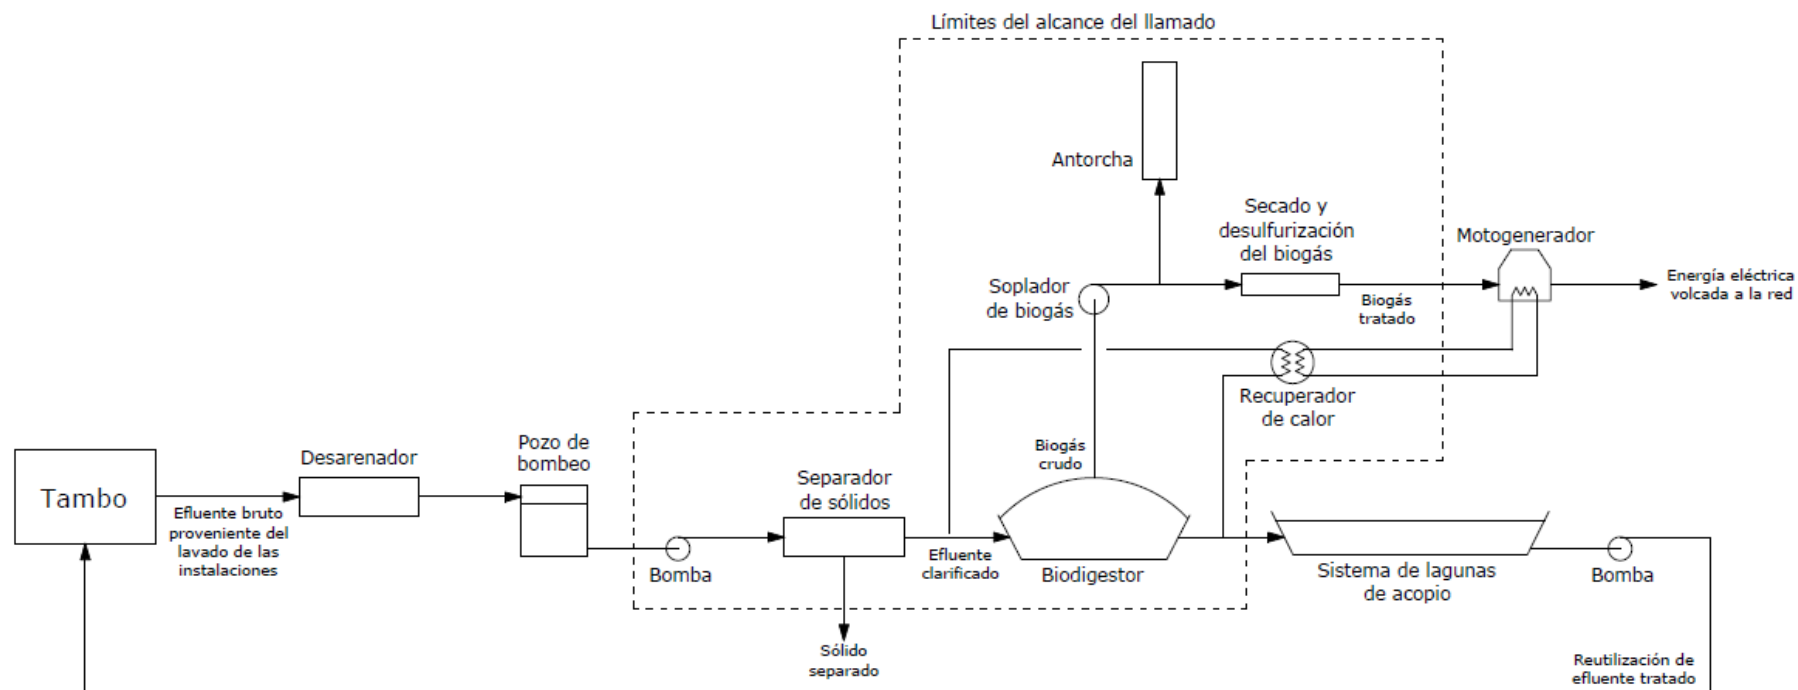 Límites del alcance del llamado
Antorcha
Secado y
desulfurización
del biogás
Motogenerador
Soplador
de biogás
Biogás
tratado
Energía eléctrica
volcada a la red
Recuperador
de calor
Biogás
crudo
Tambo
Efluente bruto
proveniente del
lavado de las
instalaciones
Desarenador
Pozo de
bombeo
Bomba
Separador
de sólidos
Efluente
clarificado
Biodigestor
Sistema de lagunas
de acopio
Bomba
Sólido
separado
Reutilización de
efluente tratado